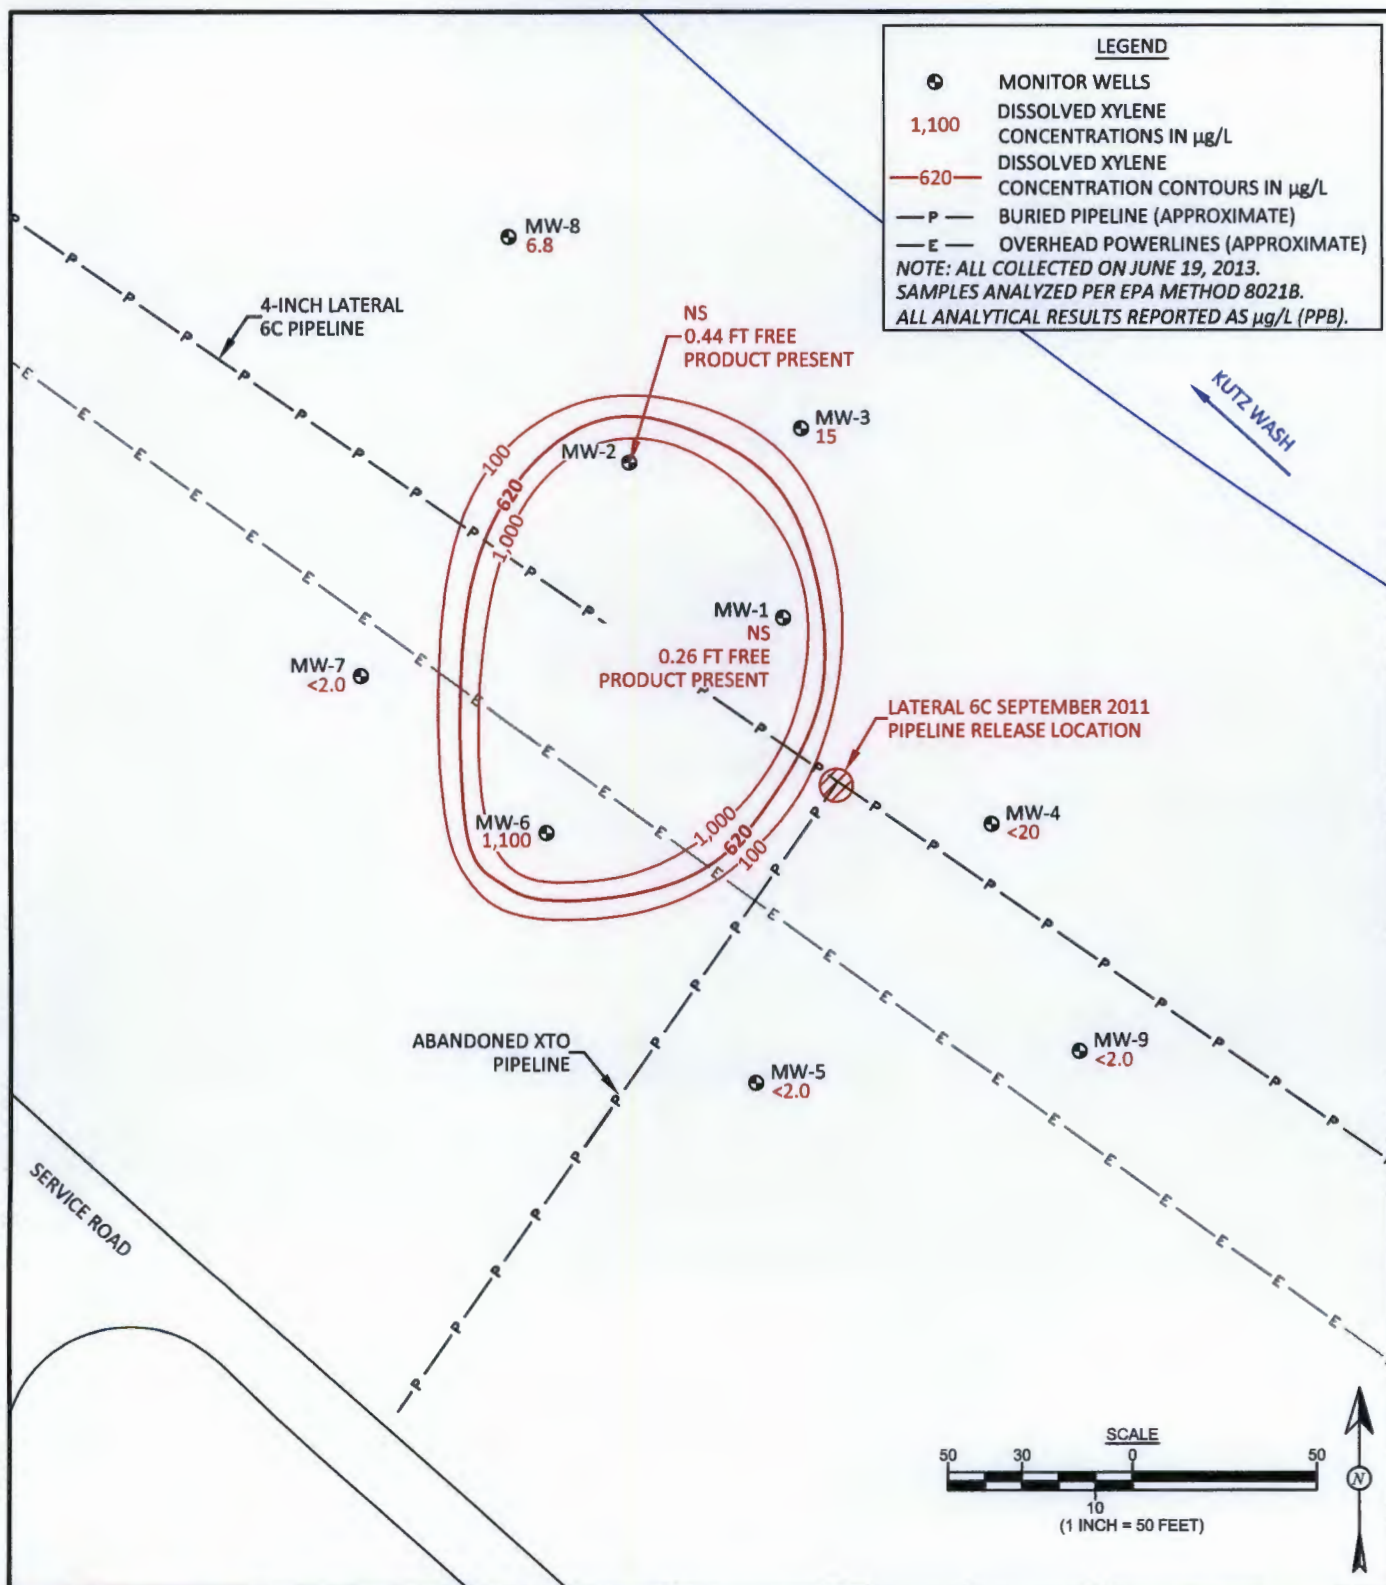 LEGEND
MONITOR WELLS
1,100
DISSOLVED XYLENE
CONCENTRATIONS IN µg/L
620
DISSOLVED XYLENE
CONCENTRATION CONTOURS IN µg/L
P
BURIED PIPELINE (APPROXIMATE)
E
OVERHEAD POWERLINES (APPROXIMATE)
NOTE: ALL COLLECTED ON JUNE 19, 2013.
SAMPLES ANALYZED PER EPA METHOD 8021B.
ALL ANALYTICAL RESULTS REPORTED AS µg/L (PPB).
MW-8
6.8
4-INCH LATERAL
6C PIPELINE
NS
0.44 FT FREE
PRODUCT PRESENT
KUTZ WASH
MW-3
15
MW-2
100
620
1,000
MW-1
NS
0.26 FT FREE
PRODUCT PRESENT
MW-7
<2.0
LATERAL 6C SEPTEMBER 2011
PIPELINE RELEASE LOCATION
MW-6
1,100
1,000
620
100
MW-4
<20
ABANDONED XTO
PIPELINE
MW-5
<2.0
MW-9
<2.0
SERVICE ROAD
SCALE
50 30 0 50
10
(1 INCH = 50 FEET)
N